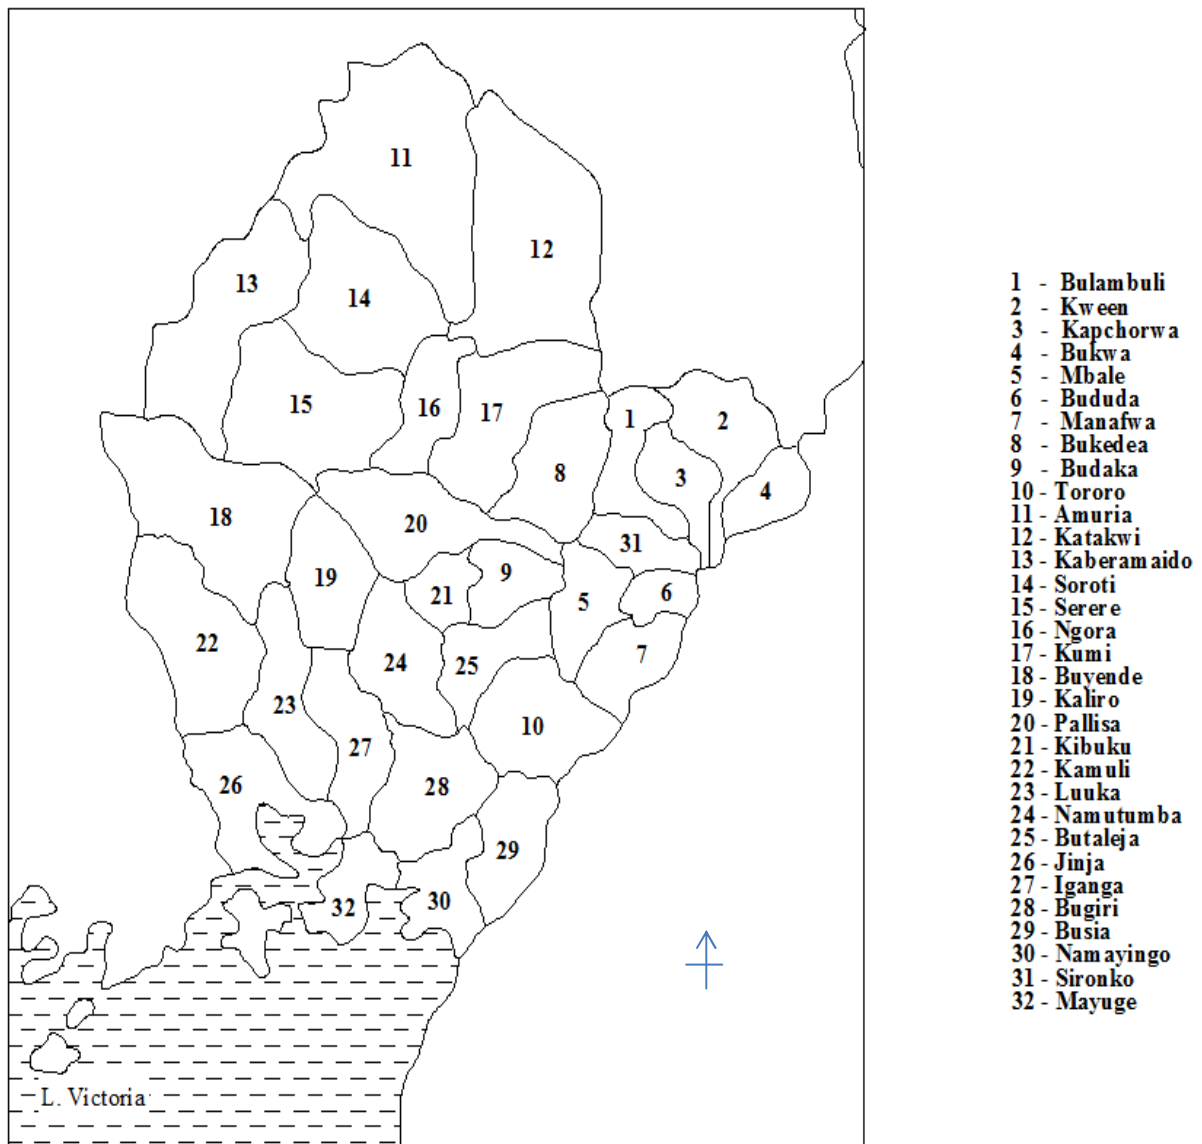 11
12
13
14
15
16
17
1
2
8
3
4
18
20
31
19
9
21
5
6
22
24
25
7
23
10
27
26
28
29
32
30
L. Victoria
1 - Bulambuli
2 - Kween
3 - Kapchorwa
4 - Bukwa
5 - Mbale
6 - Bududa
7 - Manafwa
8 - Bukedea
9 - Budaka
10 - Tororo
11 - Amuria
12 - Katakwi
13 - Kaberamaido
14 - Soroti
15 - Serere
16 - Ngora
17 - Kumi
18 - Buyende
19 - Kaliro
20 - Pallisa
21 - Kibuku
22 - Kamuli
23 - Luuka
24 - Namutumba
25 - Butaleja
26 - Jinja
27 - Iganga
28 - Bugiri
29 - Busia
30 - Namayingo
31 - Sironko
32 - Mayuge